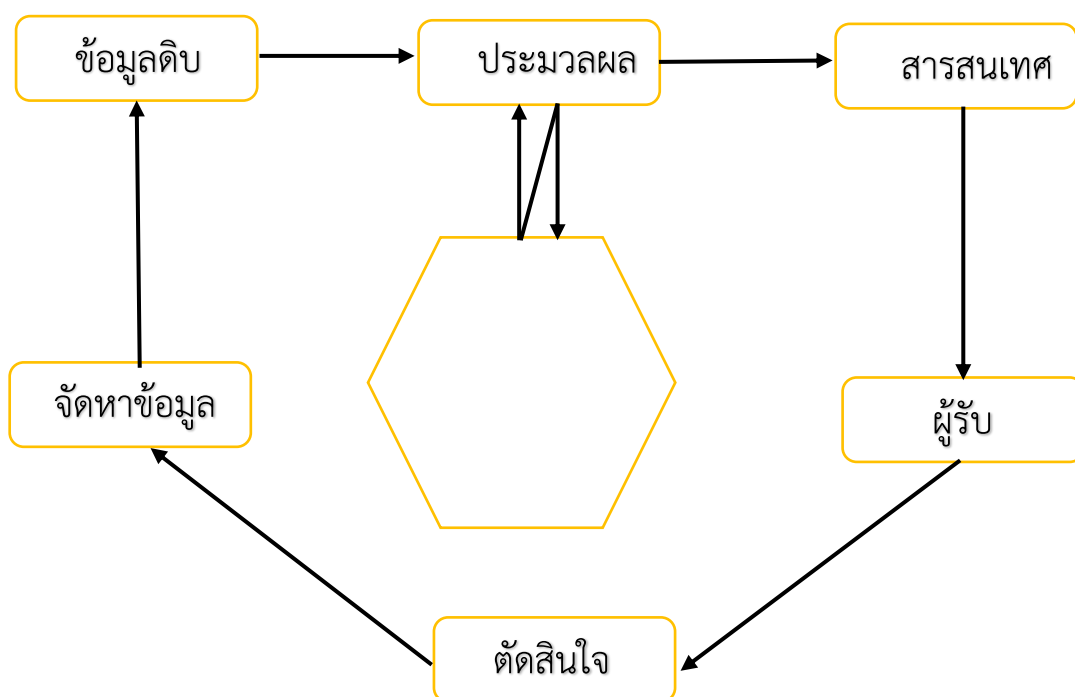 ข้อมูลดิบ
ประมวลผล
สารสนเทศ
จัดหาข้อมูล
ผู้รับ
ตัดสินใจ